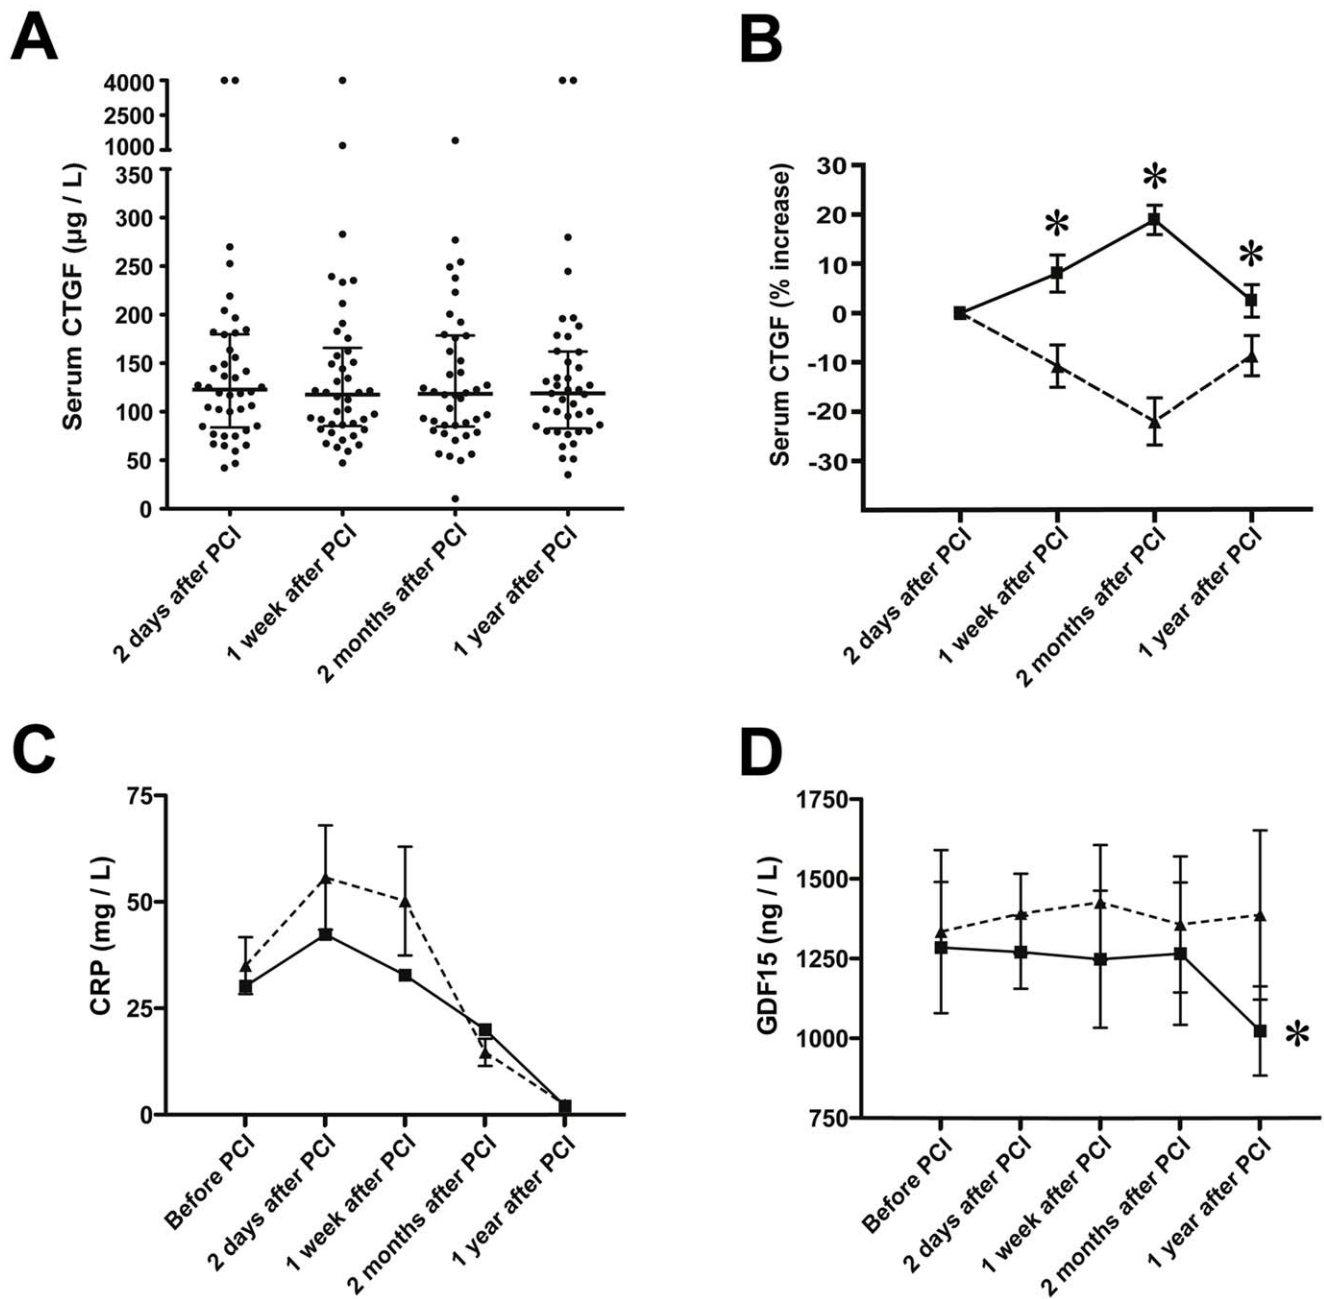 A
Serum CTGF (µg / L)
4000
2500
1000
350
300
250
200
150
100
50
0
2 days after PCI
1 week after PCI
2 months after PCI
1 year after PCI
B
Serum CTGF (% increase)
30
20
10
0
-10
-20
-30
*
*
*
2 days after PCI
1 week after PCI
2 months after PCI
1 year after PCI
C
CRP (mg / L)
75
50
25
0
Before PCI
2 days after PCI
1 week after PCI
2 months after PCI
1 year after PCI
D
GDF15 (ng / L)
1750
1500
1250
1000
750
*
Before PCI
2 days after PCI
1 week after PCI
2 months after PCI
1 year after PCI